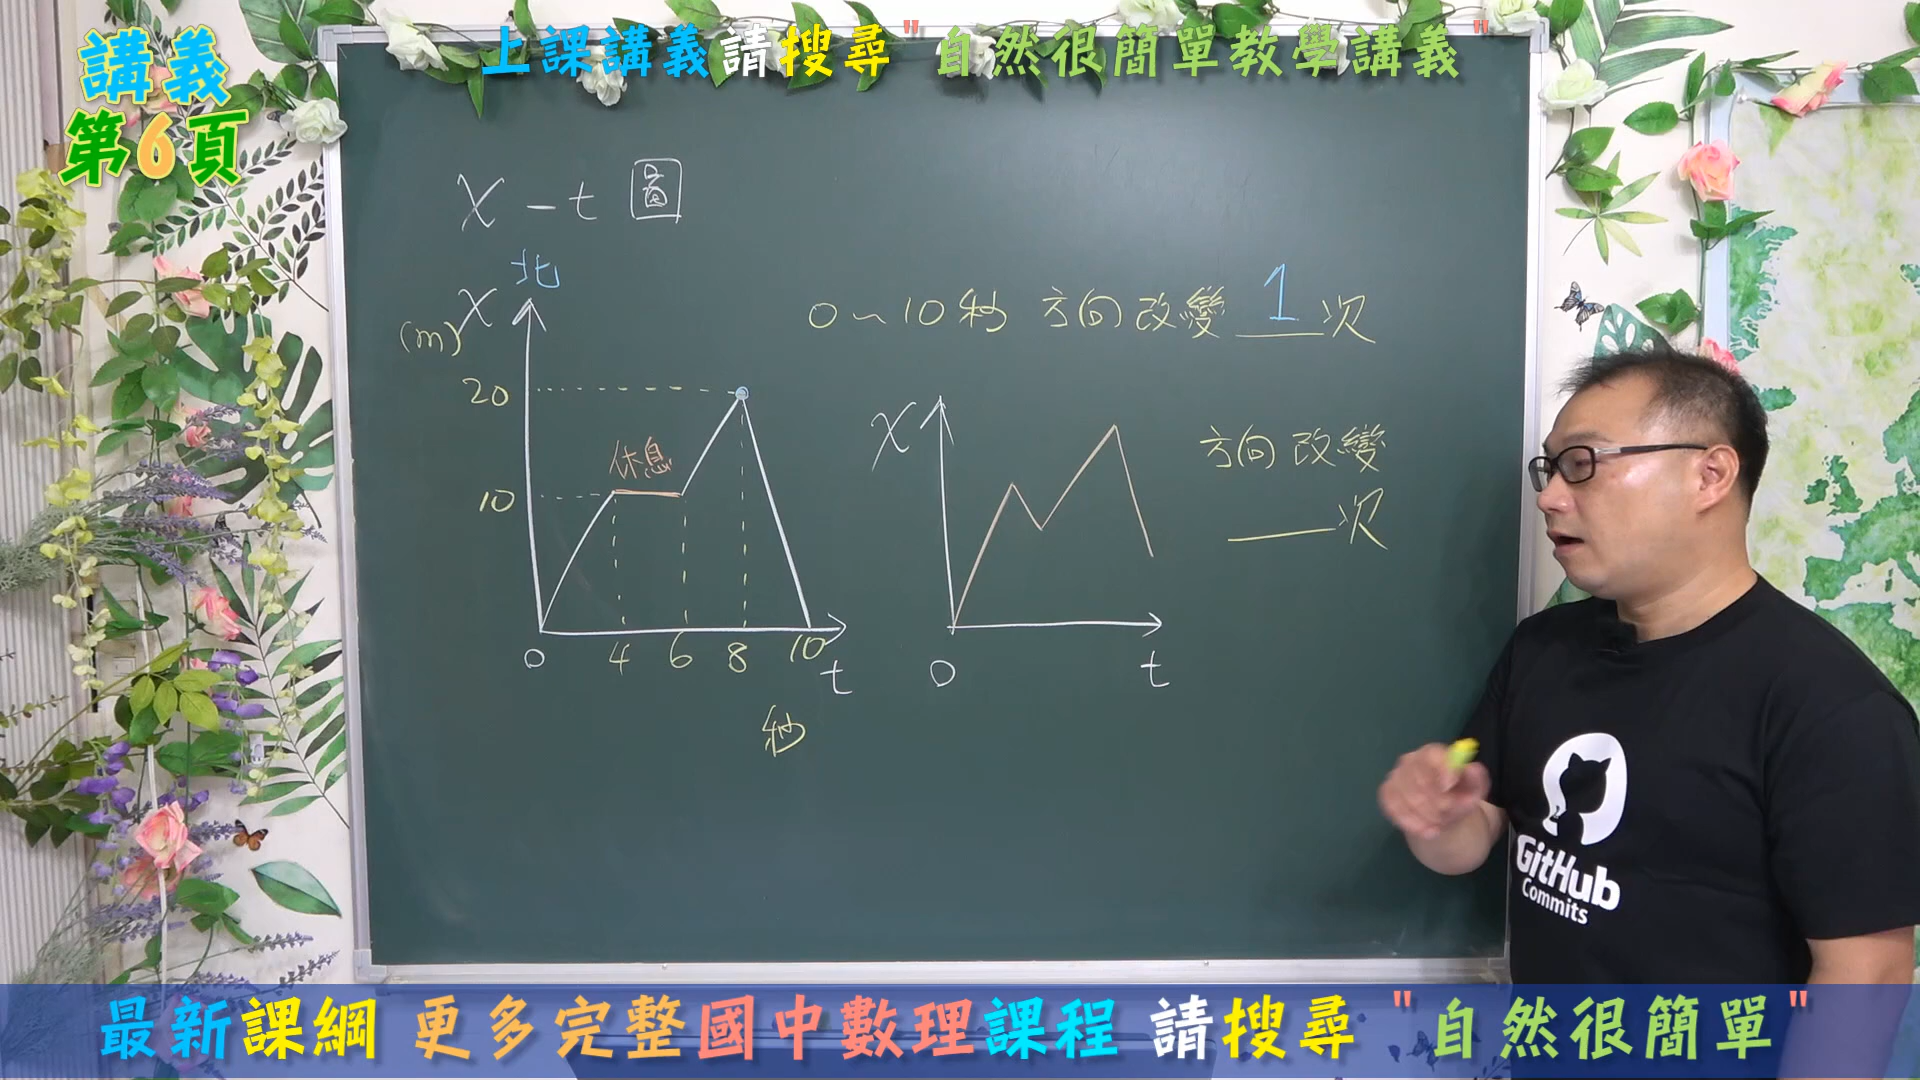 講義
第6頁
上課講義請搜尋"自然很簡單教學講義"
X-t 圖
北
X
(m)
20
10
休息
0 4 6 8 10
t
秒
0~10秒 方向改變 1 次
X
0
t
方向改變
___次
GitHub
Commits
最新課綱 更多完整國中數理課程 請搜尋"自然很簡單"